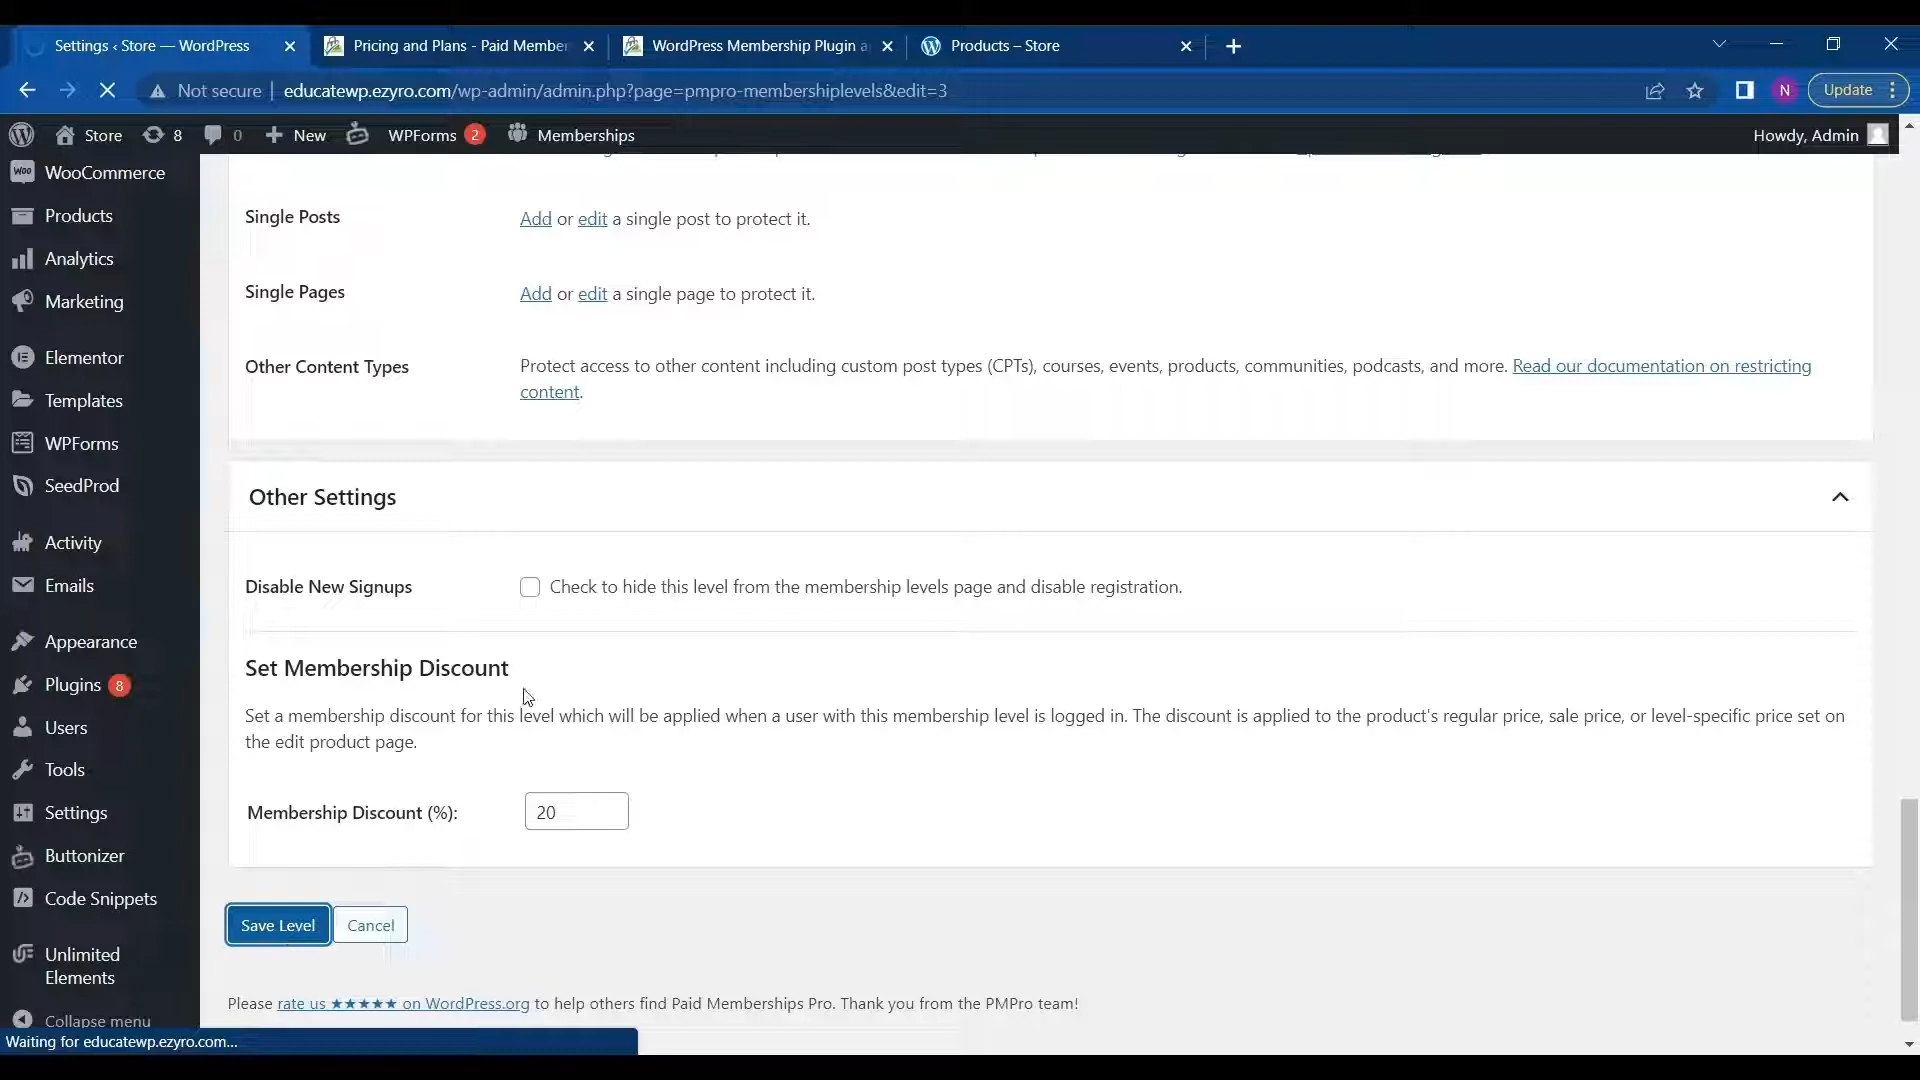 Settings ‹ Store — WordPress
Pricing and Plans - Paid Member
WordPress Membership Plugin a
Products – Store
Not secure
educatewp.ezyro.com/wp-admin/admin.php?page=pmpro-membershiplevels&edit=3
N
Update
Store
8
0
New
WPForms 2
Memberships
Howdy, Admin
WooCommerce
Products
Analytics
Marketing
Elementor
Templates
WPForms
SeedProd
Activity
Emails
Appearance
Plugins 8
Users
Tools
Settings
Buttonizer
Code Snippets
Unlimited
Elements
Collapse menu
Single Posts
Add or edit a single post to protect it.
Single Pages
Add or edit a single page to protect it.
Other Content Types
Protect access to other content including custom post types (CPTs), courses, events, products, communities, podcasts, and more. Read our documentation on restricting
content.
Other Settings
Disable New Signups
Check to hide this level from the membership levels page and disable registration.
Set Membership Discount
Set a membership discount for this level which will be applied when a user with this membership level is logged in. The discount is applied to the product's regular price, sale price, or level-specific price set on
the edit product page.
Membership Discount (%):
20
Save Level
Cancel
Please rate us ★★★★★ on WordPress.org to help others find Paid Memberships Pro. Thank you from the PMPro team!
Waiting for educatewp.ezyro.com...